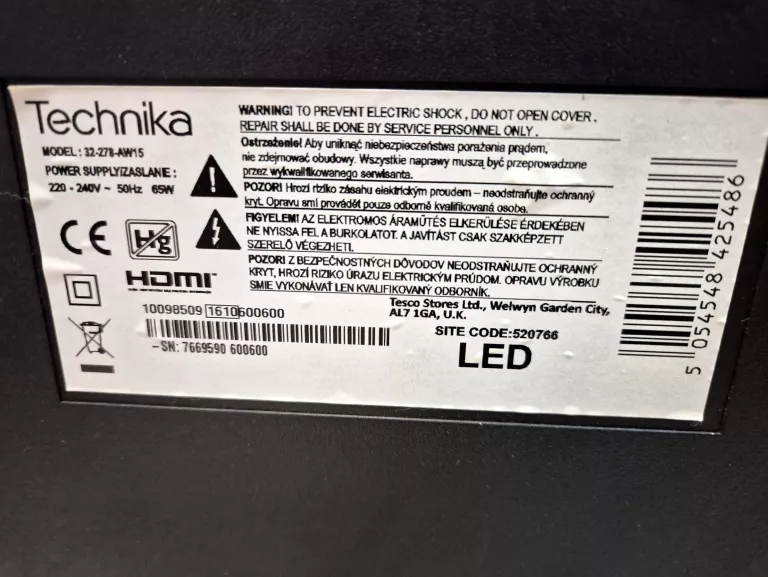 Technika
MODEL : 32-278-AW15
POWER SUPPLY/ZASLANIE :
220 - 240V ~ 50Hz 65W
WARNING! TO PREVENT ELECTRIC SHOCK , DO NOT OPEN COVER .
REPAIR SHALL BE DONE BY SERVICE PERSONNEL ONLY .
Ostrzeżenie! Aby uniknąć niebezpieczeństwa porażenia prądem,
nie zdejmować obudowy. Wszystkie naprawy muszą być przeprowadzone
przez wykwalifikowanego serwisanta.
POZOR! Hrozí riziko zásahu elektrickým proudem – neodstraňujte ochranný
kryt. Opravu smí provádět pouze odborně kvalifikovaná osoba.
FIGYELEM! AZ ELEKTROMOS ÁRAMÜTÉS ELKERÜLÉSE ÉRDEKÉBEN
NE NYISSA FEL A BURKOLATOT. A JAVÍTÁST CSAK SZAKKÉPZETT
SZERELŐ VÉGEZHETI.
POZOR! Z BEZPEČNOSTNÝCH DÔVODOV NEODSTRAŇUJTE OCHRANNÝ
KRYT, HROZÍ RIZIKO ÚRAZU ELEKTRICKÝM PRÚDOM. OPRAVU VÝROBKU
SMIE VYKONÁVAŤ LEN KVALIFIKOVANÝ ODBORNÍK.
CE
Hg
HDMI
10098509 1610 600600
–SN: 7669590 600600
Tesco Stores Ltd., Welwyn Garden City,
AL7 1GA, U.K.
SITE CODE:520766
LED
5 054548 425486